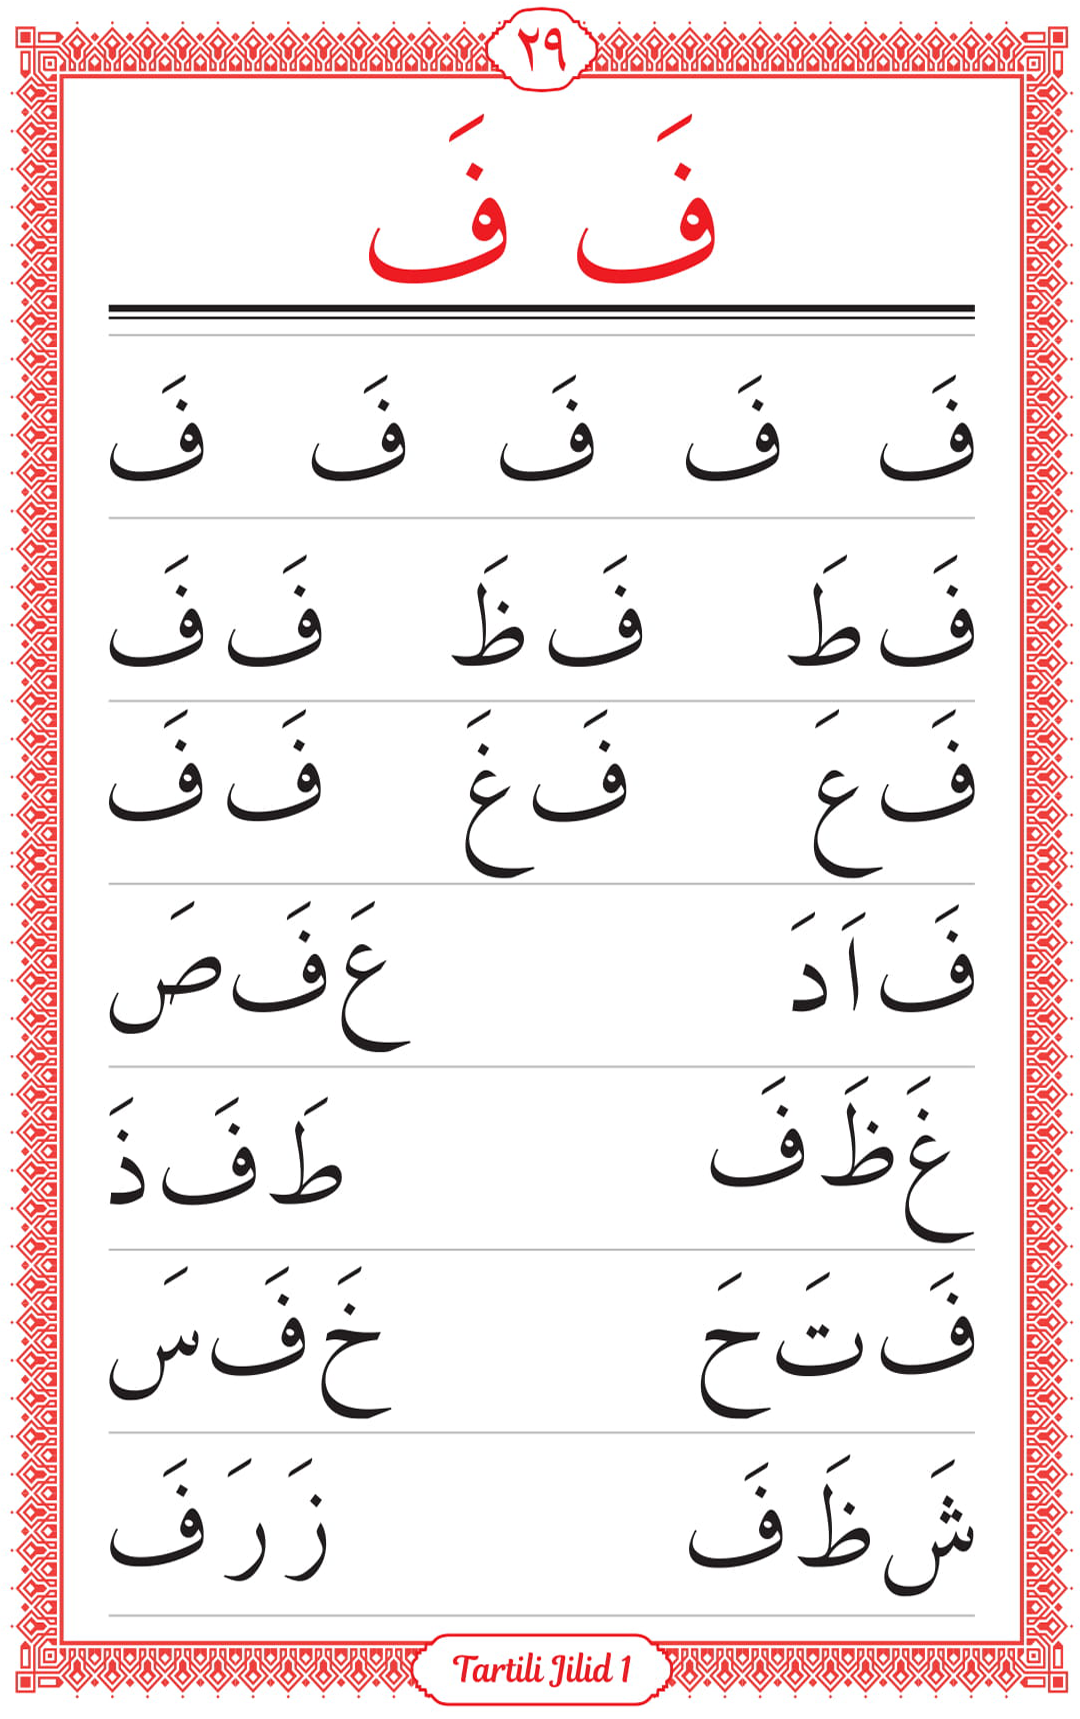 ٢٩
فَ فَ
فَ فَ فَ فَ فَ
فَ طَ فَ ظَ فَ فَ
فَ عَ فَ غَ فَ فَ
فَ اَ دَ عَ فَ صَ
غَ ظَ فَ طَ فَ ذَ
فَ تَ حَ خَ فَ سَ
شَ ظَ فَ زَ رَ فَ
Tartili Jilid 1